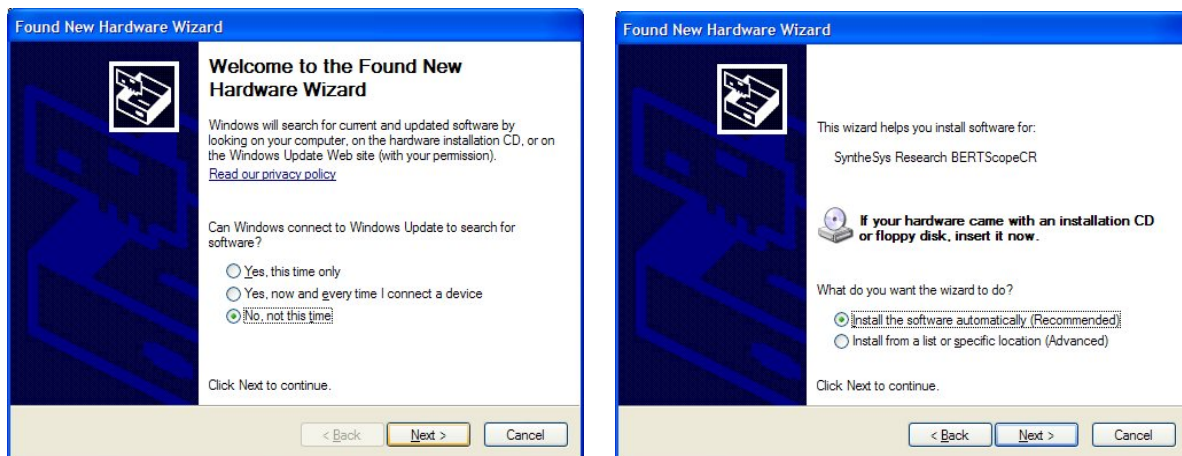 Found New Hardware Wizard
Welcome to the Found New
Hardware Wizard
Windows will search for current and updated software by
looking on your computer, on the hardware installation CD, or on
the Windows Update Web site (with your permission).
Read our privacy policy
Can Windows connect to Windows Update to search for
software?
Yes, this time only
Yes, now and every time I connect a device
No, not this time
Click Next to continue.
< Back
Next >
Cancel
Found New Hardware Wizard
This wizard helps you install software for:
SyntheSys Research BERTScopeCR
If your hardware came with an installation CD
or floppy disk, insert it now.
What do you want the wizard to do?
Install the software automatically (Recommended)
Install from a list or specific location (Advanced)
Click Next to continue.
< Back
Next >
Cancel